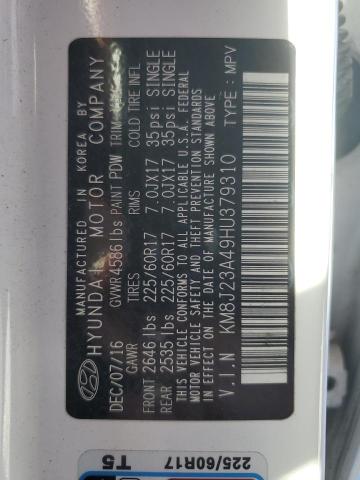 MANUFACTURED IN KOREA BY
HYUNDAI MOTOR COMPANY
DEC/07/16 GVWR4586lbs PAINT PDW TRIM
GAWR TIRES RIMS COLD TIRE INFL
FRONT 2646 lbs 225/60R17 7.0JX17 35psi SINGLE
REAR 2535 lbs 225/60R17 7.0JX17 35psi SINGLE
THIS VEHICLE CONFORMS TO ALL APPLICABLE U.S.A. FEDERAL
MOTOR VEHICLE SAFETY BUMPER AND THEFT PREVENTION STANDARDS
IN EFFECT ON THE DATE OF MANUFACTURE SHOWN ABOVE
V.I.N KM8J23A49HU379310 TYPE: MPV
225/60R17
T5